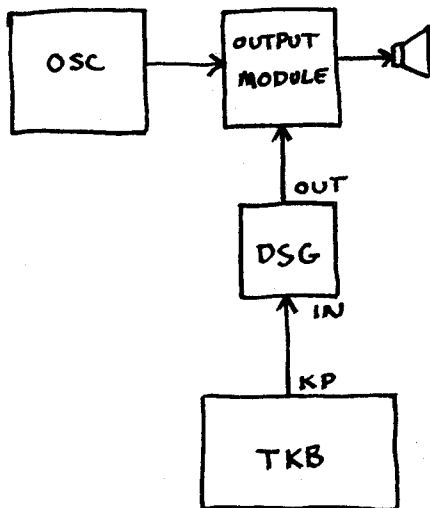 OSC
OUTPUT
MODULE
OUT
DSG
IN
KP
TKB